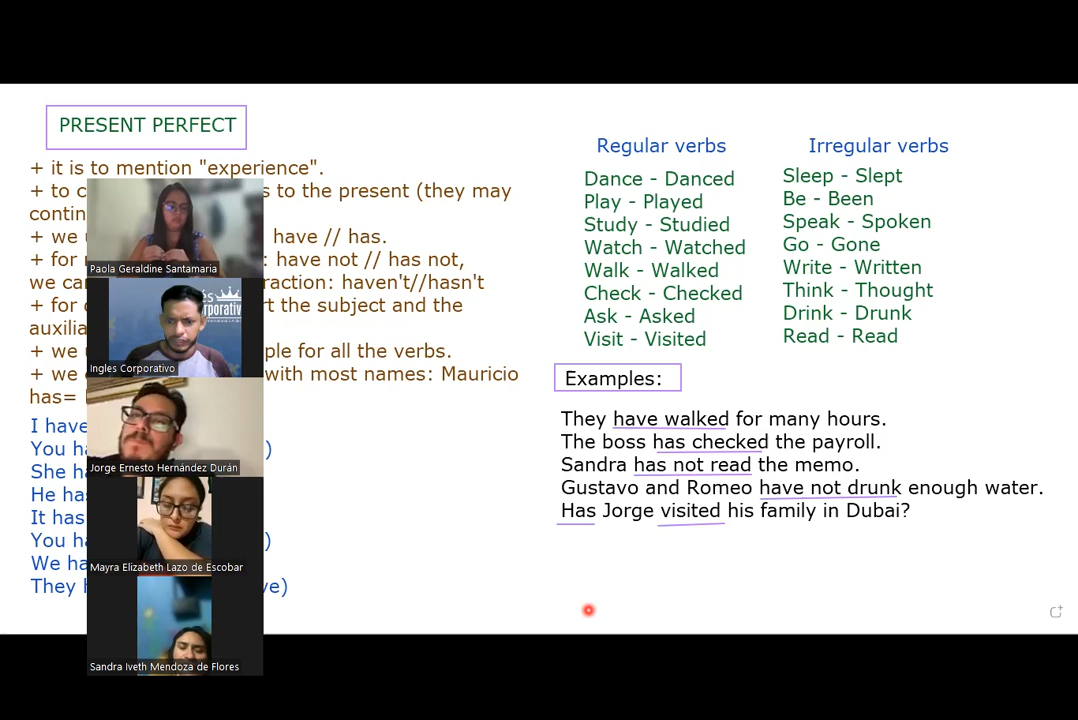 PRESENT PERFECT
+ it is to mention "experience".
+ to c s to the present (they may
contin
+ we have // has.
+ for : have not // has not,
we ca raction: haven't//hasn't
+ for rt the subject and the
auxilia
+ we ple for all the verbs.
+ we with most names: Mauricio
has=
I have
You ha )
She h
He has
It has
You ha )
We ha
They ve)
Paola Geraldine Santamaria
orporativo
Ingles Corporativo
Jorge Ernesto Hernández Durán
Mayra Elizabeth Lazo de Escobar
Sandra Iveth Mendoza de Flores
Regular verbs
Dance - Danced
Play - Played
Study - Studied
Watch - Watched
Walk - Walked
Check - Checked
Ask - Asked
Visit - Visited
Irregular verbs
Sleep - Slept
Be - Been
Speak - Spoken
Go - Gone
Write - Written
Think - Thought
Drink - Drunk
Read - Read
Examples:
They have walked for many hours.
The boss has checked the payroll.
Sandra has not read the memo.
Gustavo and Romeo have not drunk enough water.
Has Jorge visited his family in Dubai?